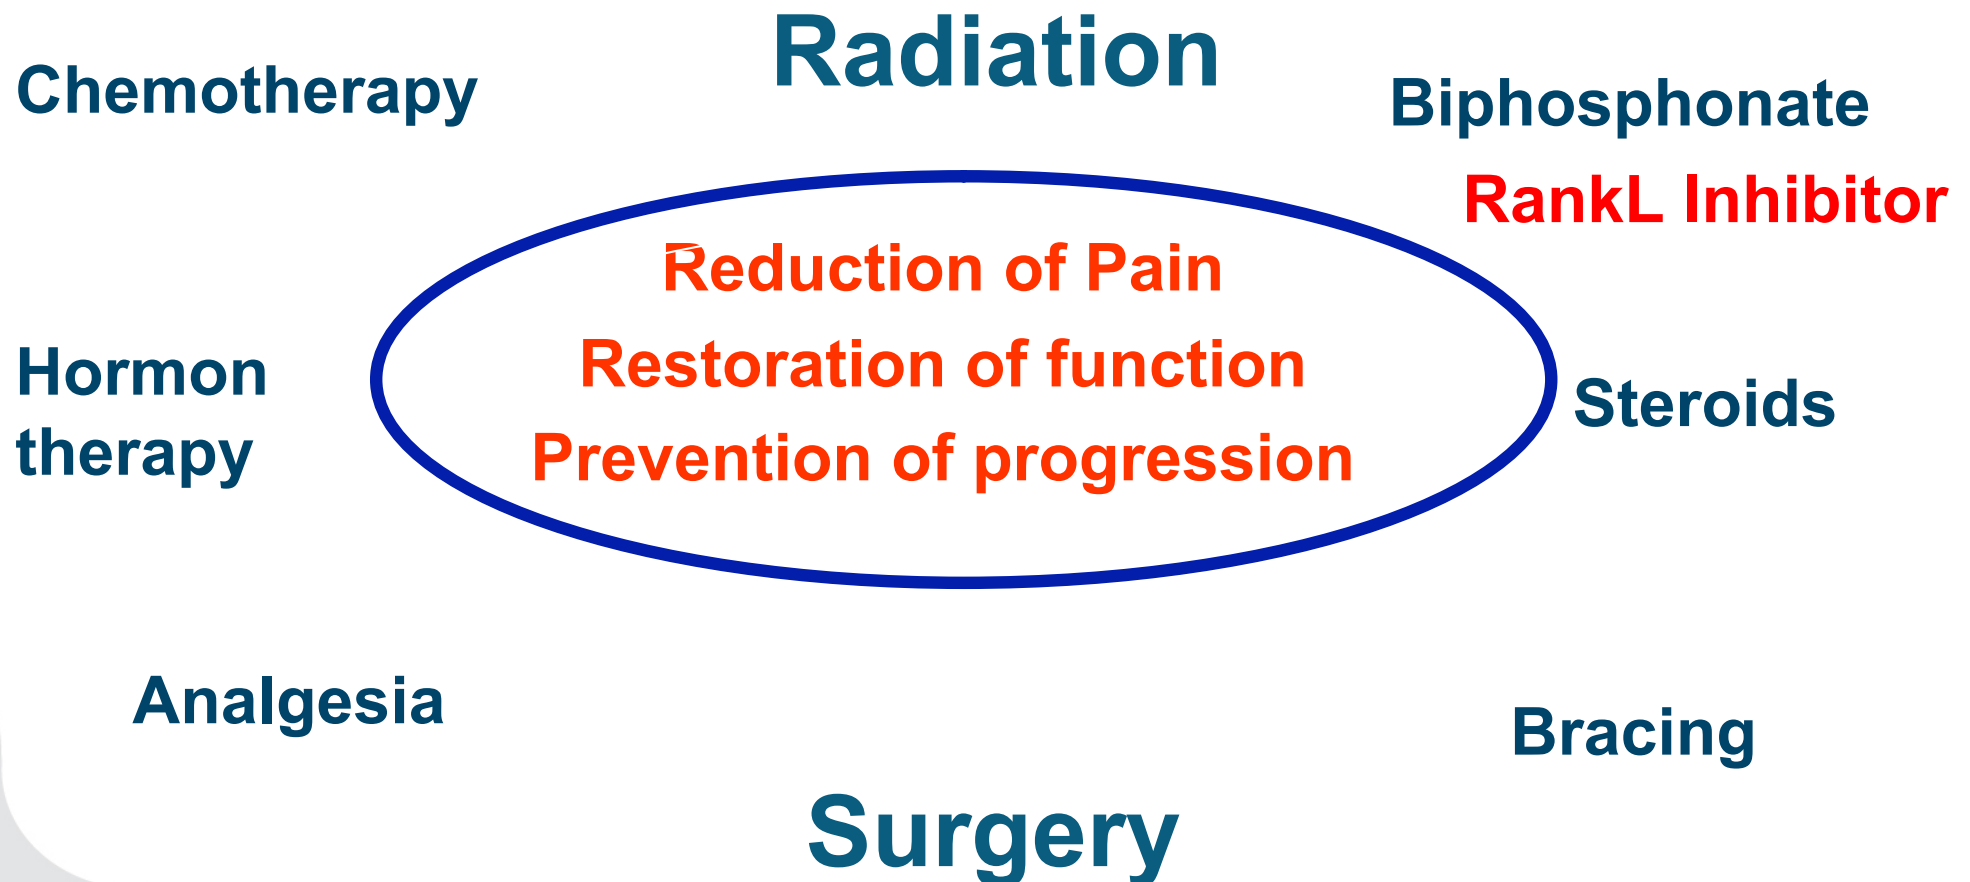 Radiation
Chemotherapy
Biphosphonate
RankL Inhibitor
Reduction of Pain
Restoration of function
Prevention of progression
Hormon
therapy
Steroids
Analgesia
Bracing
Surgery